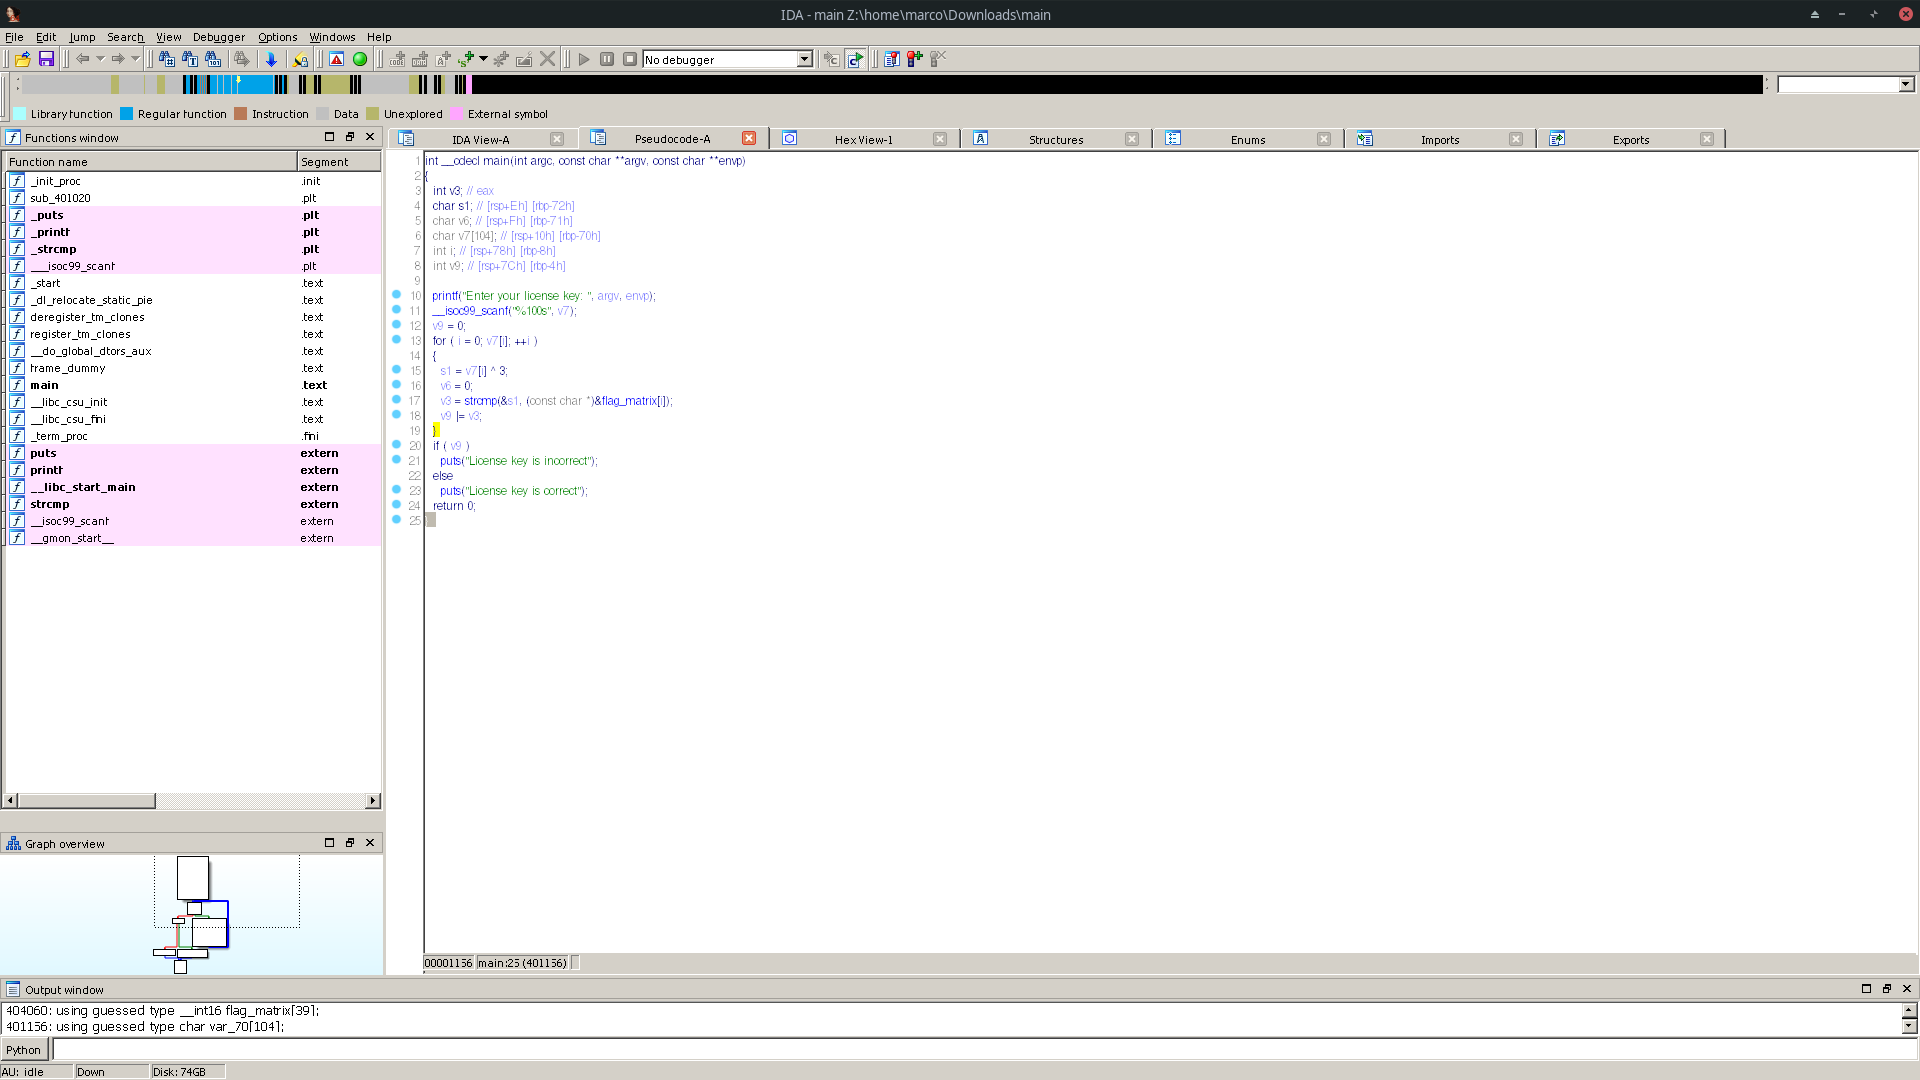 IDA - main Z:\home\marco\Downloads\main
File Edit Jump Search View Debugger Options Windows Help
No debugger
Library function Regular function Instruction Data Unexplored External symbol
Functions window
Function name Segment
_init_proc .init
sub_401020 .plt
_puts .plt
_printf .plt
_strcmp .plt
___isoc99_scanf .plt
_start .text
_dl_relocate_static_pie .text
deregister_tm_clones .text
register_tm_clones .text
__do_global_dtors_aux .text
frame_dummy .text
main .text
__libc_csu_init .text
__libc_csu_fini .text
_term_proc .fini
puts extern
printf extern
__libc_start_main extern
strcmp extern
__isoc99_scanf extern
__gmon_start__ extern
IDA View-A Pseudocode-A Hex View-1 Structures Enums Imports Exports
1 int __cdecl main(int argc, const char **argv, const char **envp)
2 {
3 int v3; // eax
4 char s1; // [rsp+Eh] [rbp-72h]
5 char v6; // [rsp+Fh] [rbp-71h]
6 char v7[104]; // [rsp+10h] [rbp-70h]
7 int i; // [rsp+78h] [rbp-8h]
8 int v9; // [rsp+7Ch] [rbp-4h]
9
10 printf("Enter your license key: ", argv, envp);
11 __isoc99_scanf("%100s", v7);
12 v9 = 0;
13 for ( i = 0; v7[i]; ++i )
14 {
15 s1 = v7[i] ^ 3;
16 v6 = 0;
17 v3 = strcmp(&s1, (const char *)&flag_matrix[i]);
18 v9 |= v3;
19 }
20 if ( v9 )
21 puts("License key is incorrect");
22 else
23 puts("License key is correct");
24 return 0;
25 }
00001156 main:25 (401156)
Graph overview
Output window
404060: using guessed type __int16 flag_matrix[39];
401156: using guessed type char var_70[104];
Python
AU: idle Down Disk: 74GB